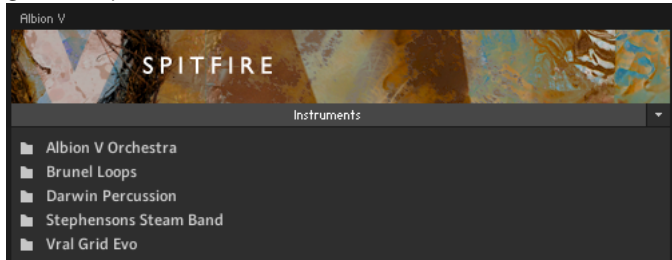 Albion V
SPITFIRE
Instruments
Albion V Orchestra
Brunel Loops
Darwin Percussion
Stephensons Steam Band
Vral Grid Evo